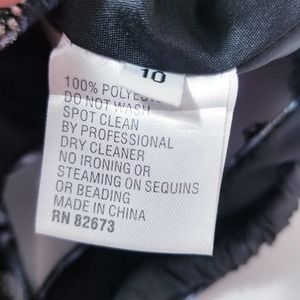 10
100% POLYESTER
DO NOT WASH
SPOT CLEAN
BY PROFESSIONAL
DRY CLEANER
NO IRONING OR
STEAMING ON SEQUINS
OR BEADING
MADE IN CHINA
RN 82673